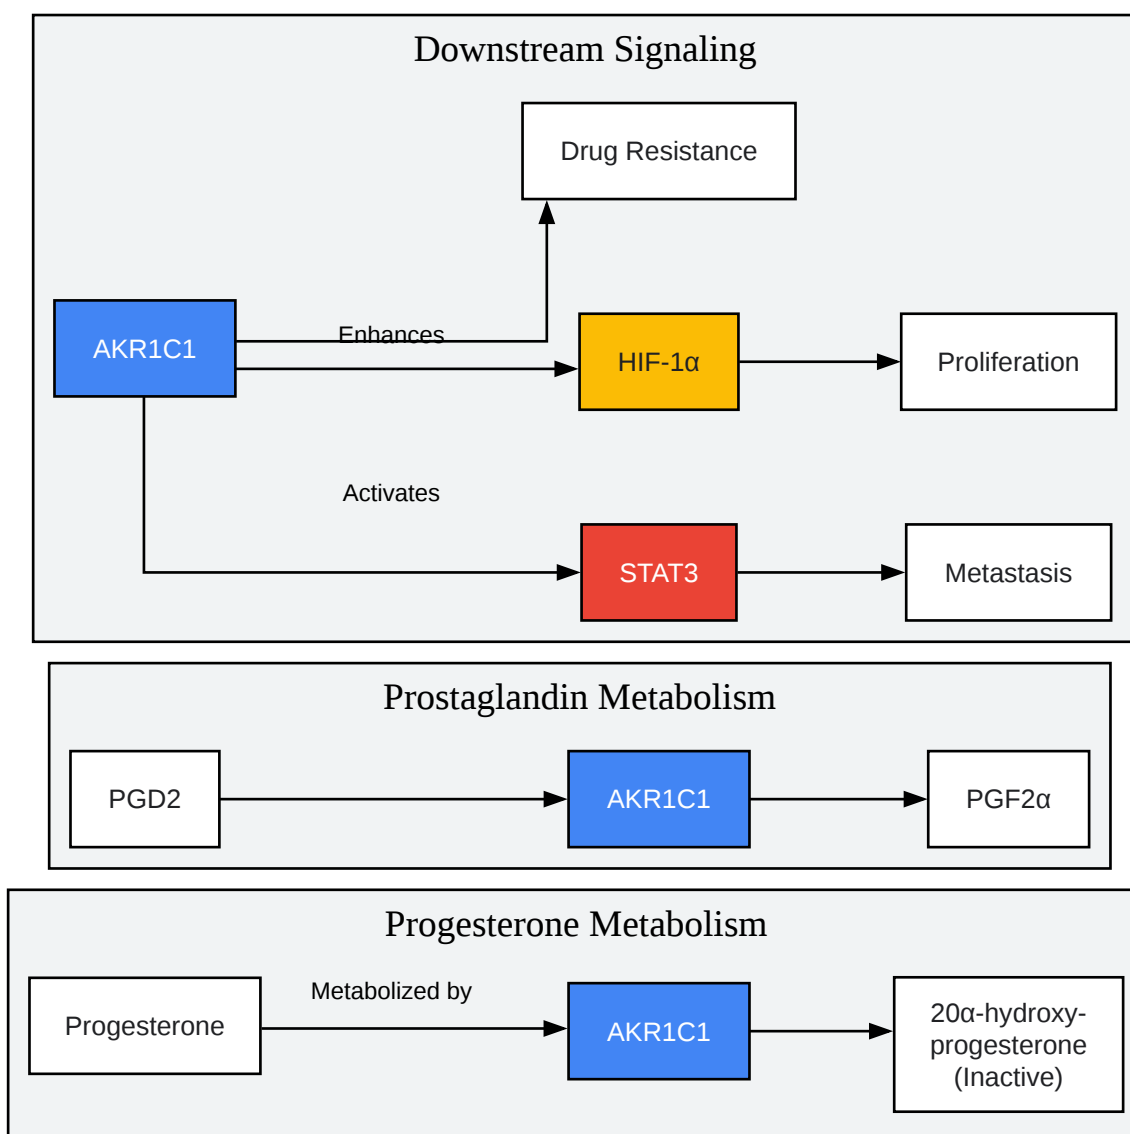 Downstream Signaling
Drug Resistance
AKR1C1
Enhances
HIF-1α
Proliferation
Activates
STAT3
Metastasis
Prostaglandin Metabolism
PGD2
AKR1C1
PGF2α
Progesterone Metabolism
Progesterone
Metabolized by
AKR1C1
20α-hydroxy-
progesterone
(Inactive)